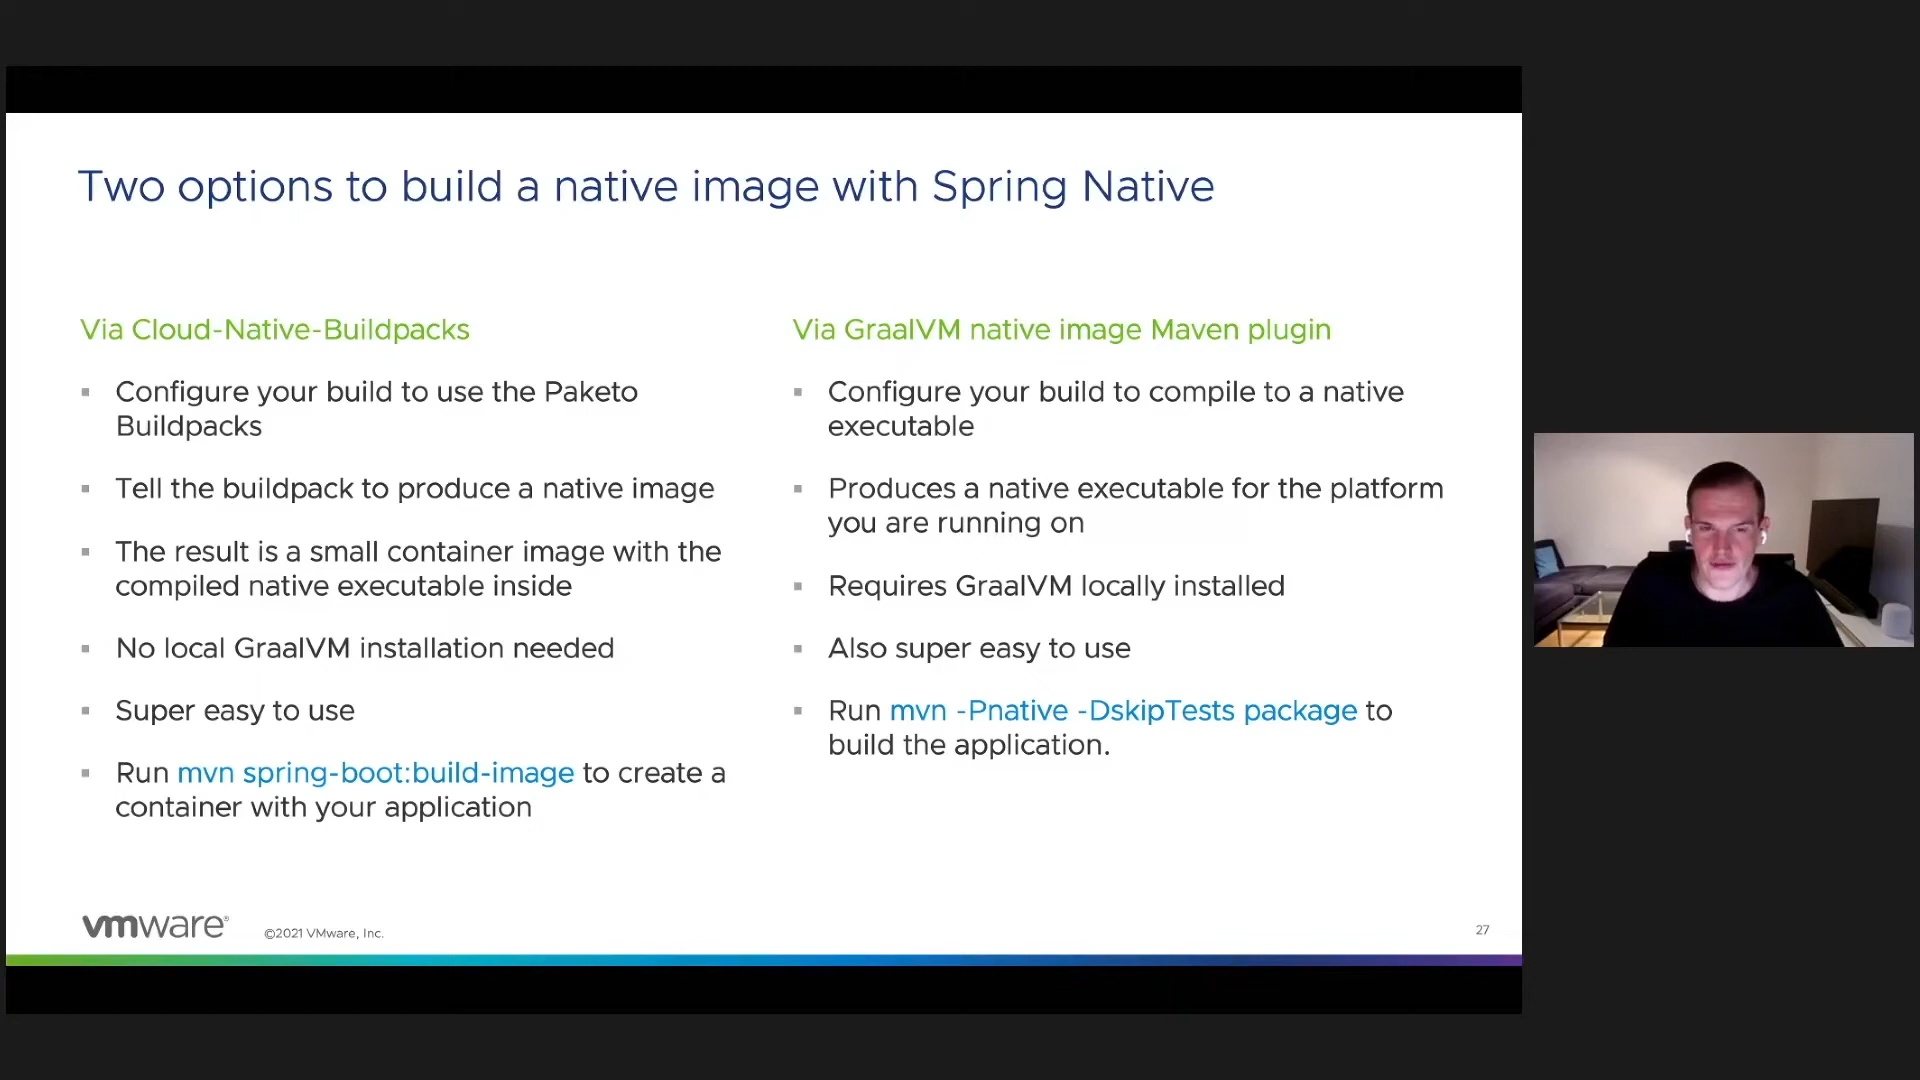 Two options to build a native image with Spring Native
Via Cloud-Native-Buildpacks
Configure your build to use the Paketo
Buildpacks
Tell the buildpack to produce a native image
The result is a small container image with the
compiled native executable inside
No local GraalVM installation needed
Super easy to use
Run mvn spring-boot:build-image to create a
container with your application
Via GraalVM native image Maven plugin
Configure your build to compile to a native
executable
Produces a native executable for the platform
you are running on
Requires GraalVM locally installed
Also super easy to use
Run mvn -Pnative -DskipTests package to
build the application.
vmware®
©2021 VMware, Inc.
27